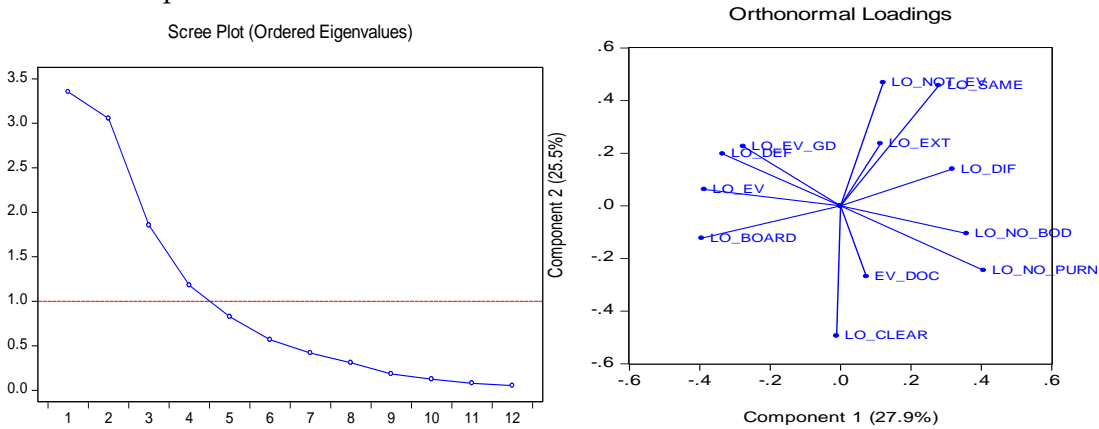 Scree Plot (Ordered Eigenvalues)
3.5
3.0
2.5
2.0
1.5
1.0
0.5
0.0
1 2 3 4 5 6 7 8 9 10 11 12
Orthonormal Loadings
Component 2 (25.5%)
.6
.4
.2
.0
-.2
-.4
-.6
LO_NOT_EV
LO_SAME
LO_EV_GD
LO_EXT
LO_DEF
LO_DIF
LO_EV
LO_BOARD
LO_NO_BOD
LO_NO_PURN
EV_DOC
LO_CLEAR
-.6 -.4 -.2 .0 .2 .4 .6
Component 1 (27.9%)